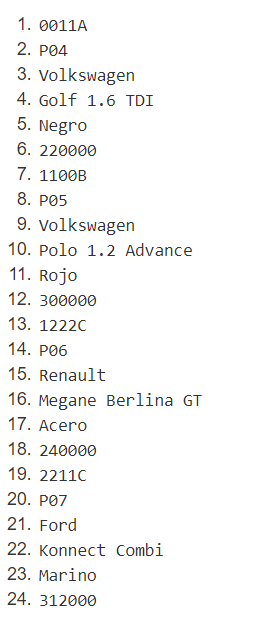 1. 0011A
2. P04
3. Volkswagen
4. Golf 1.6 TDI
5. Negro
6. 220000
7. 1100B
8. P05
9. Volkswagen
10. Polo 1.2 Advance
11. Rojo
12. 300000
13. 1222C
14. P06
15. Renault
16. Megane Berlina GT
17. Acero
18. 240000
19. 2211C
20. P07
21. Ford
22. Konnect Combi
23. Marino
24. 312000